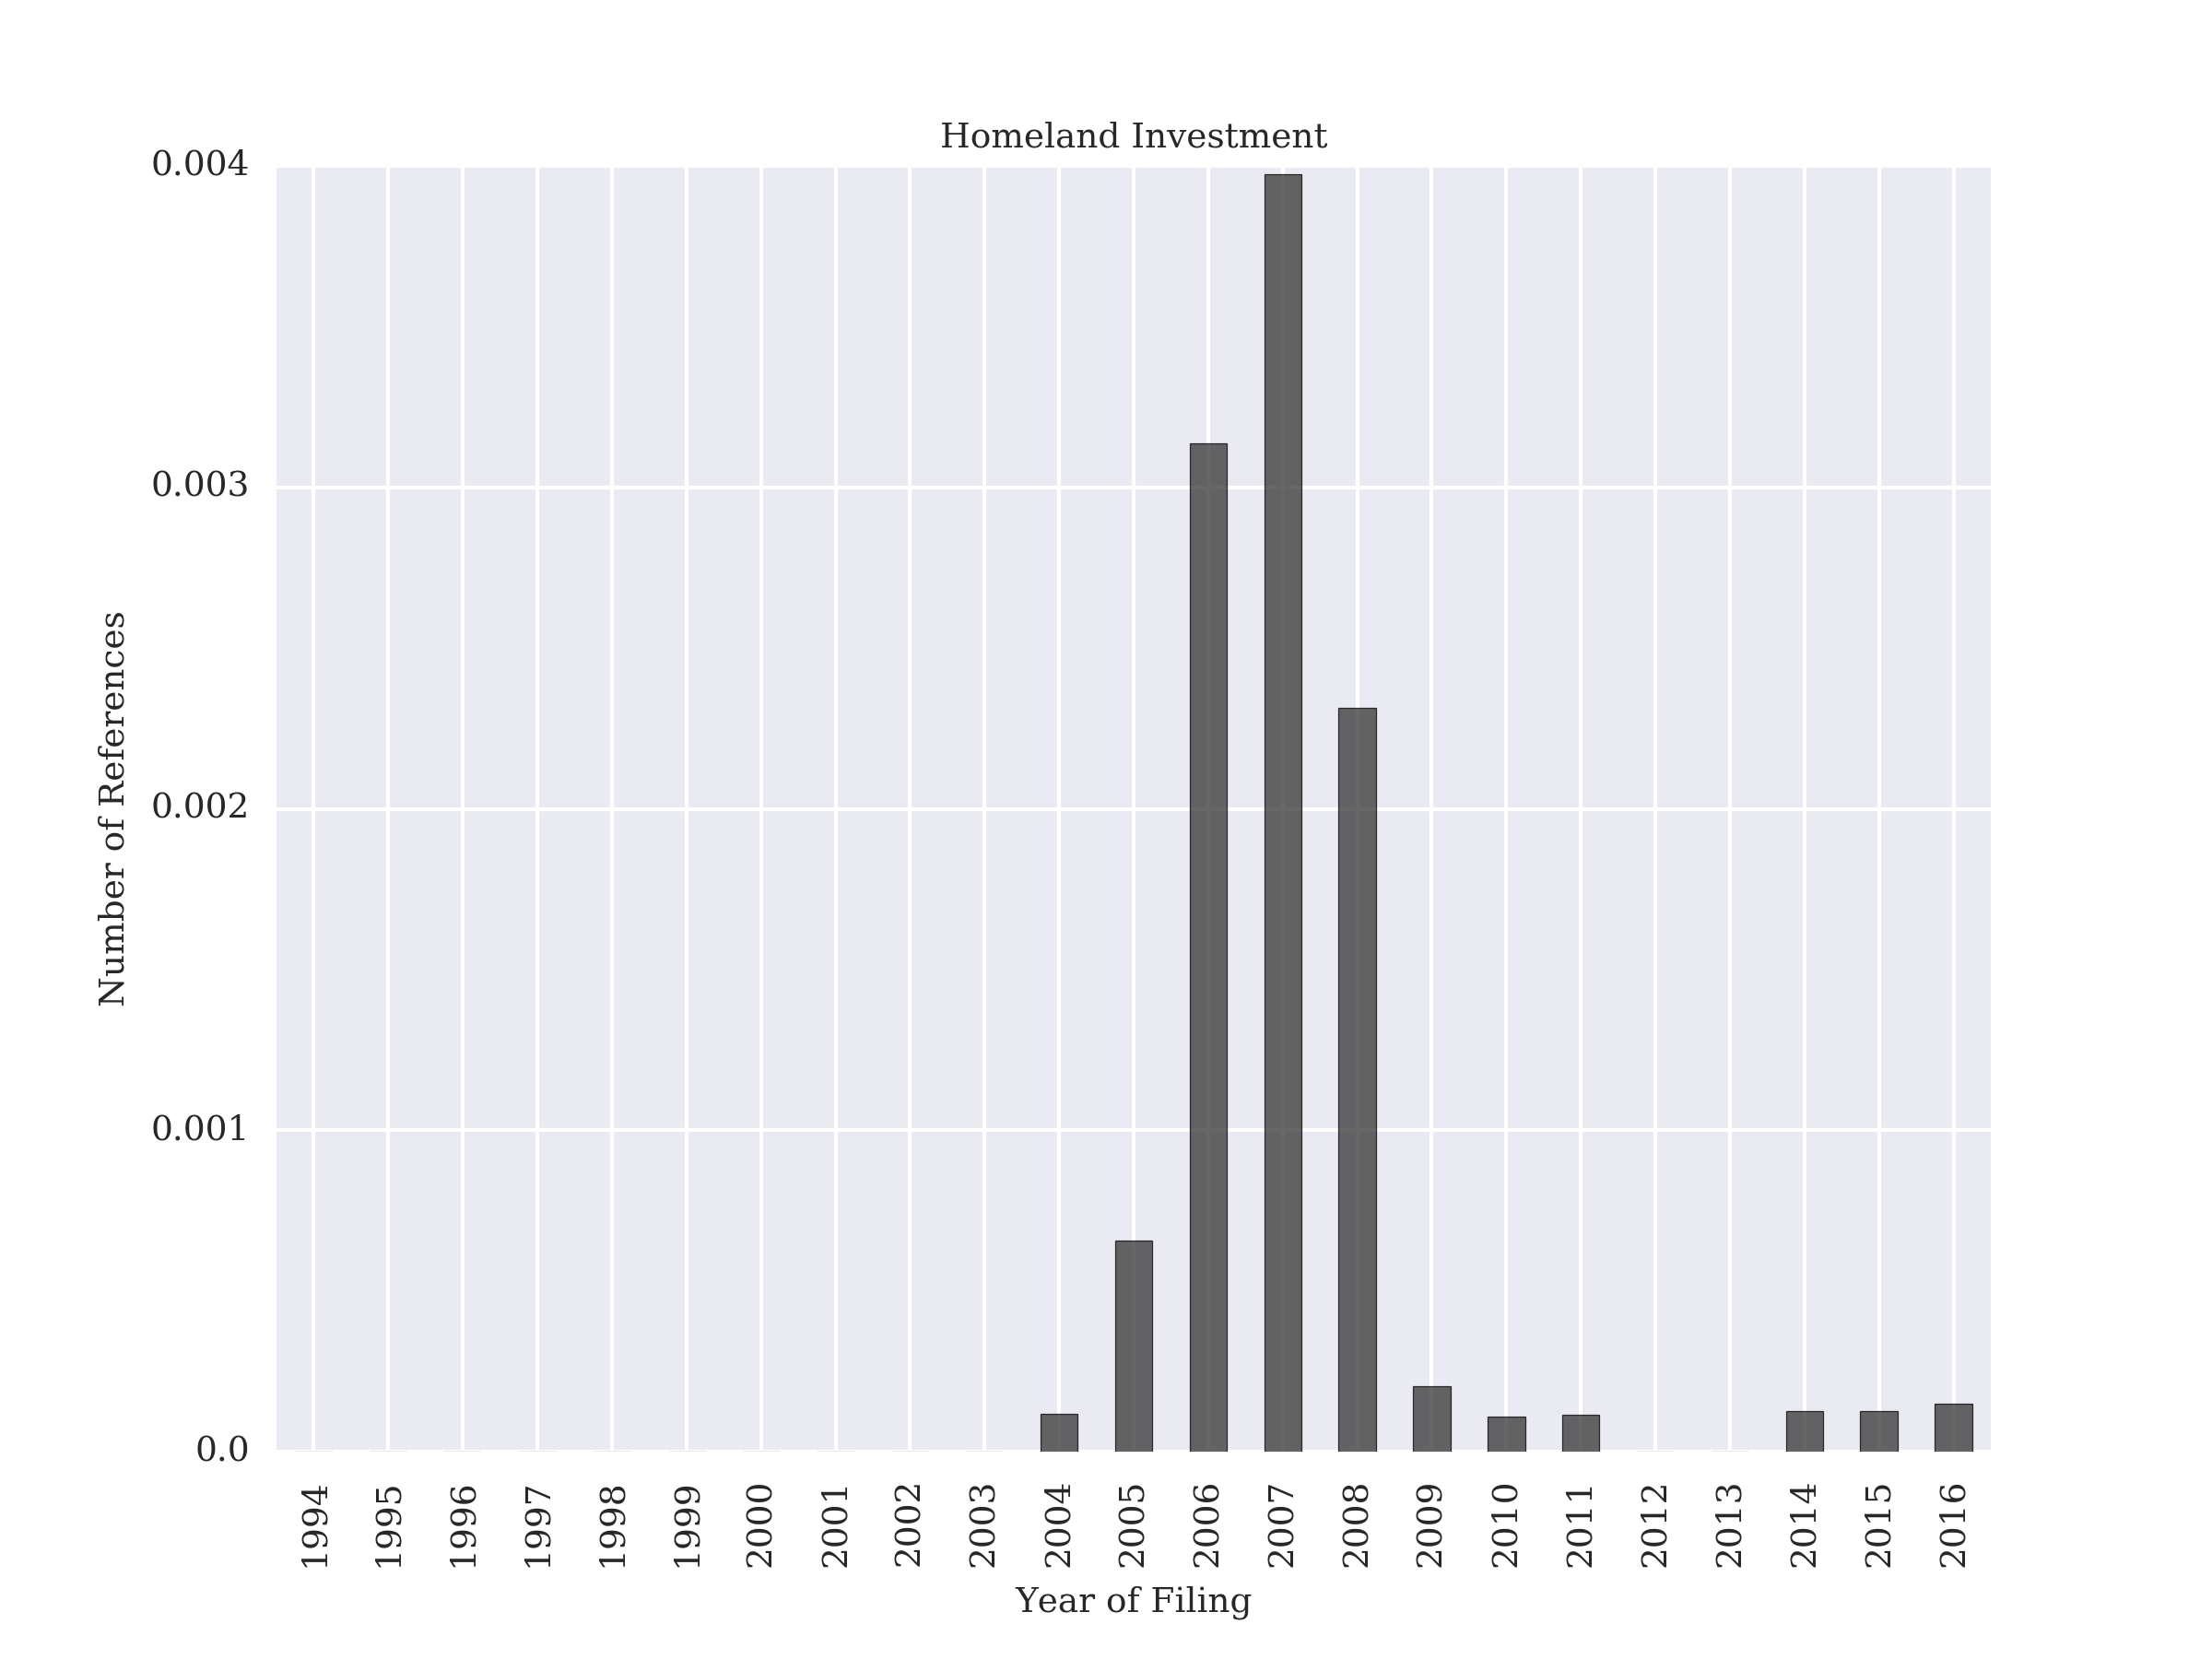 Homeland Investment
0.004
0.003
0.002
0.001
0.0
Number of References
1994 1995 1996 1997 1998 1999 2000 2001 2002 2003 2004 2005 2006 2007 2008 2009 2010 2011 2012 2013 2014 2015 2016
Year of Filing